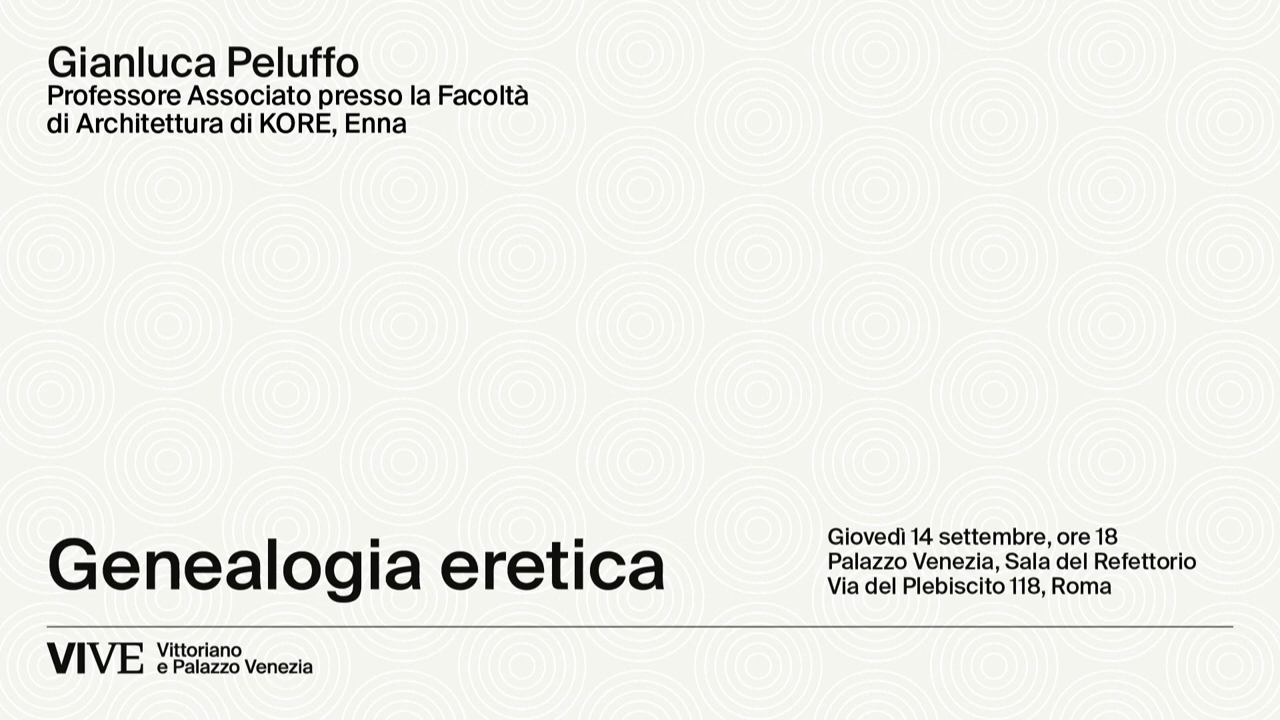 Gianluca Peluffo
Professore Associato presso la Facoltà
di Architettura di KORE, Enna
Genealogia eretica
Giovedì 14 settembre, ore 18
Palazzo Venezia, Sala del Refettorio
Via del Plebiscito 118, Roma
VIVE
Vittoriano
e Palazzo Venezia